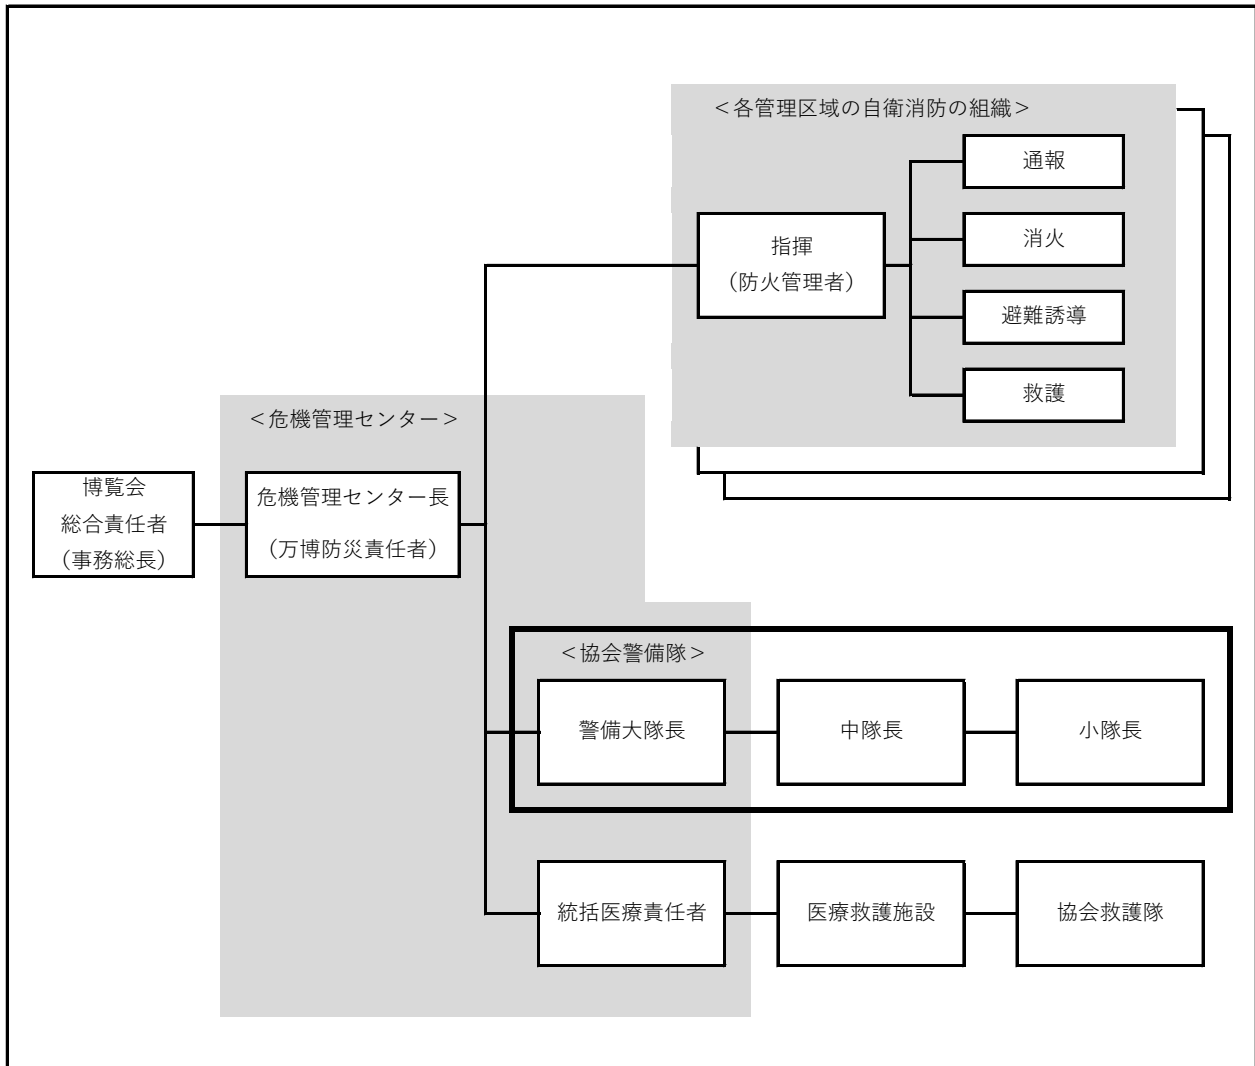 ＜各管理区域の自衛消防の組織＞
通報
消火
指揮
（防火管理者）
避難誘導
救護
＜危機管理センター＞
博覧会
総合責任者
（事務総長）
危機管理センター長
（万博防災責任者）
＜協会警備隊＞
警備大隊長
中隊長
小隊長
統括医療責任者
医療救護施設
協会救護隊